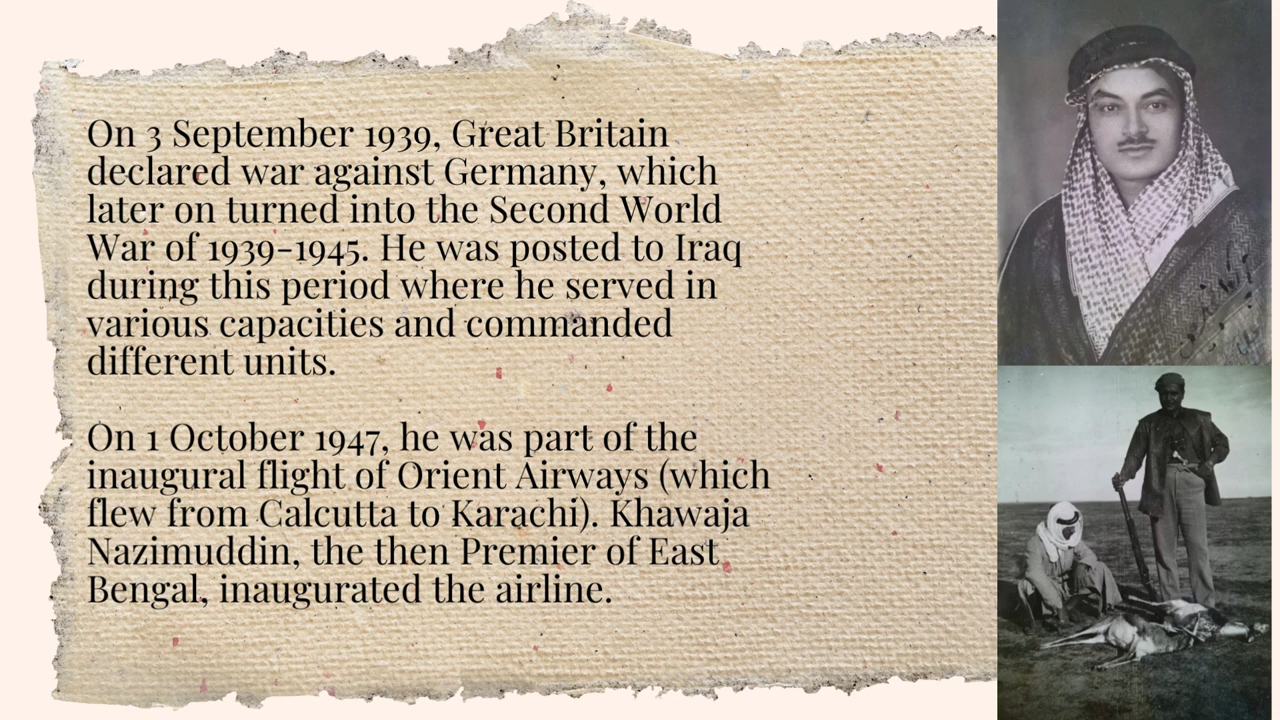 On 3 September 1939, Great Britain
declared war against Germany, which
later on turned into the Second World
War of 1939-1945. He was posted to Iraq
during this period where he served in
various capacities and commanded
different units.
On 1 October 1947, he was part of the
inaugural flight of Orient Airways (which
flew from Calcutta to Karachi). Khawaja
Nazimuddin, the then Premier of East
Bengal, inaugurated the airline.